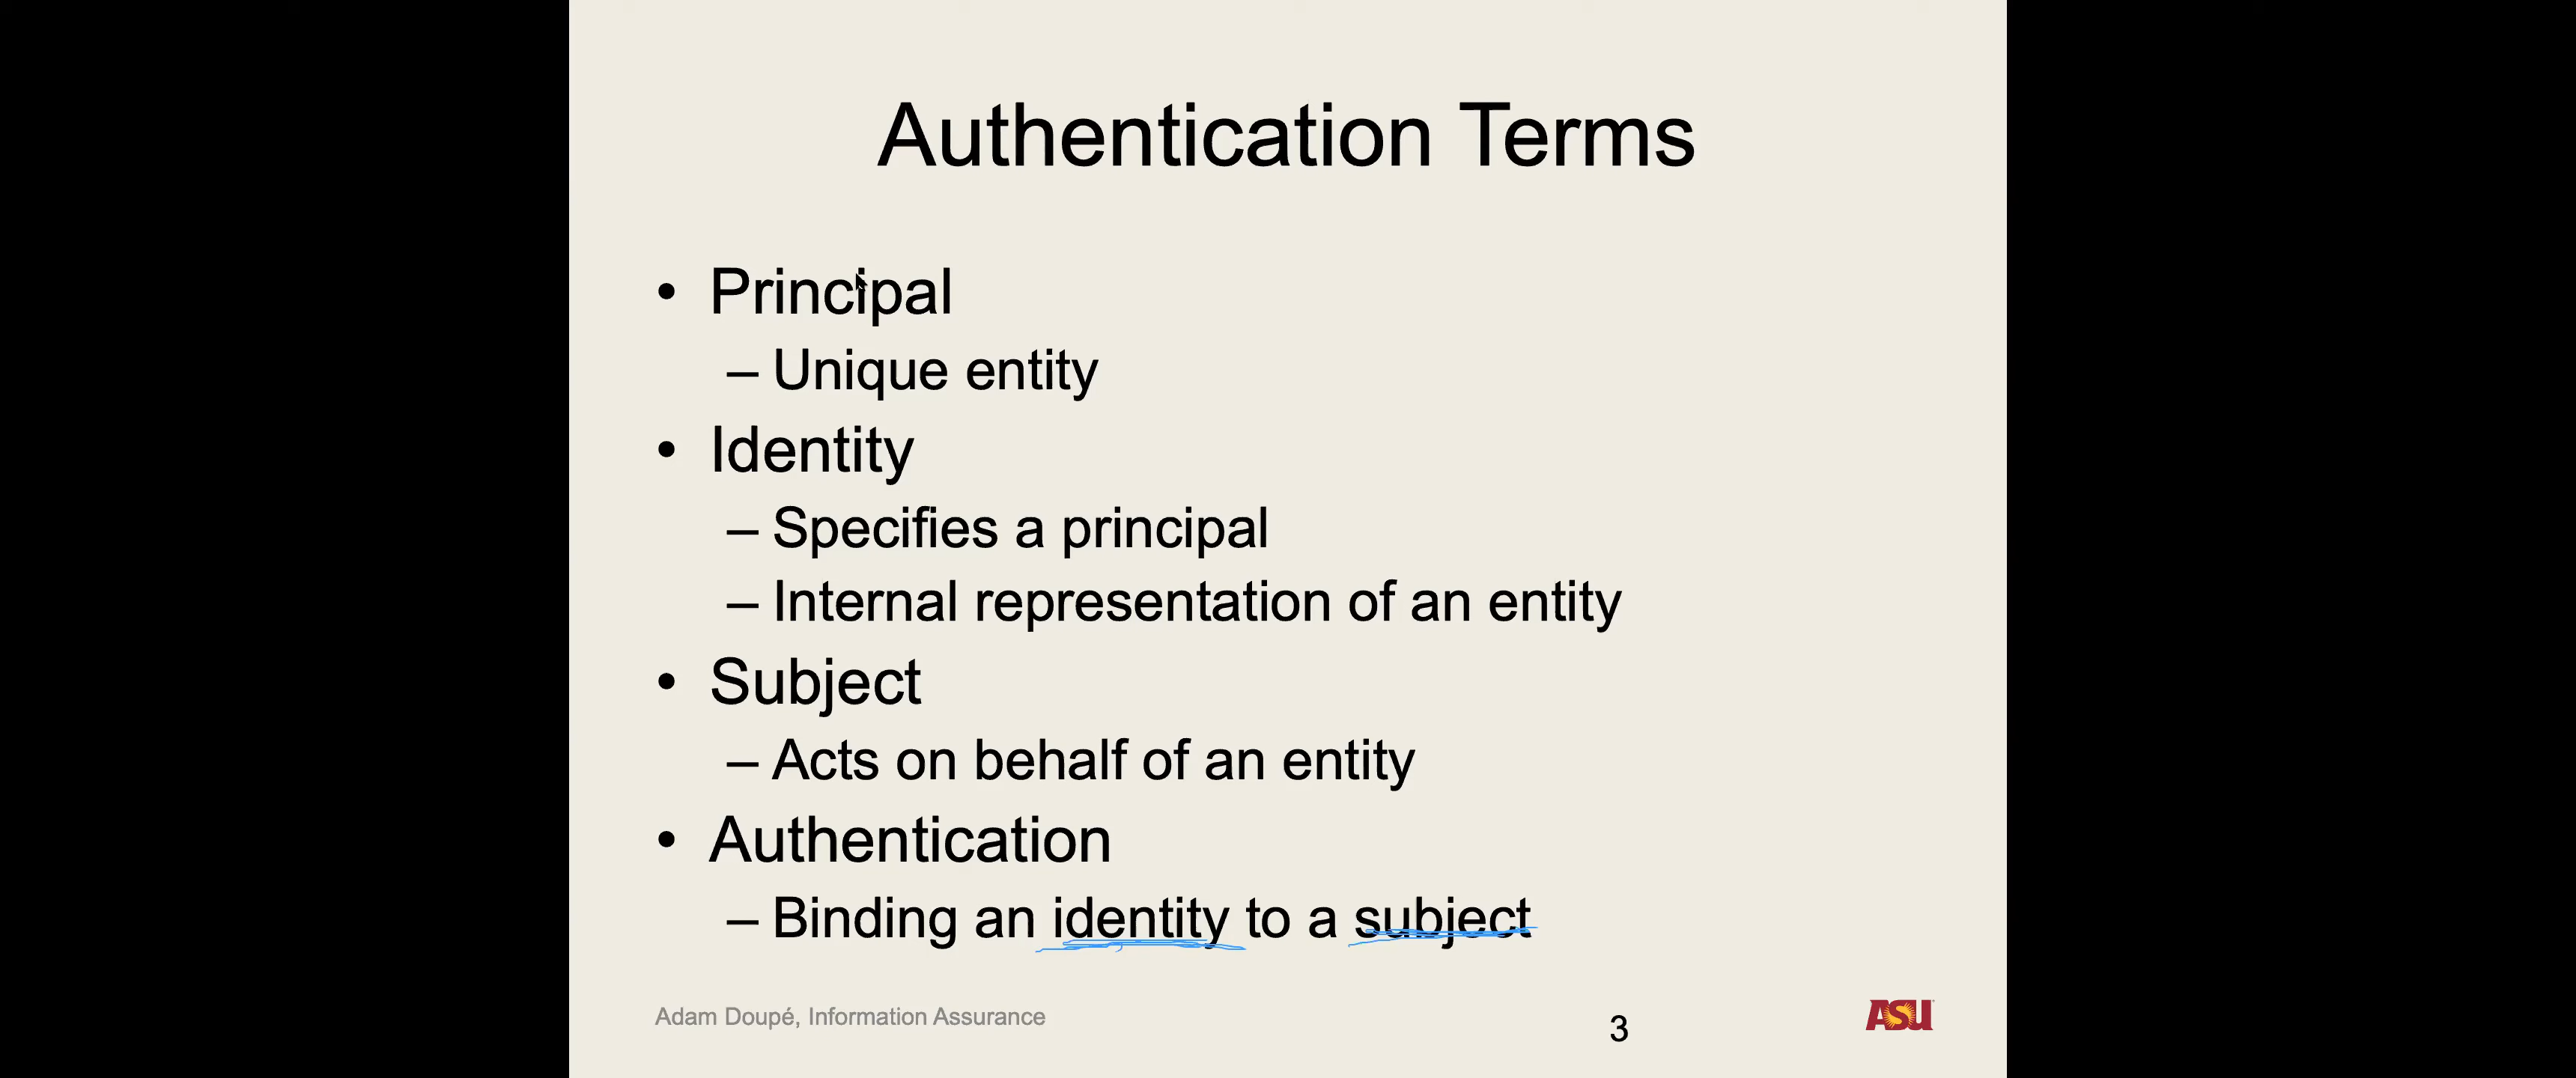 Authentication Terms
• Principal
– Unique entity
• Identity
– Specifies a principal
– Internal representation of an entity
• Subject
– Acts on behalf of an entity
• Authentication
– Binding an identity to a subject
Adam Doupé, Information Assurance
3
ASU